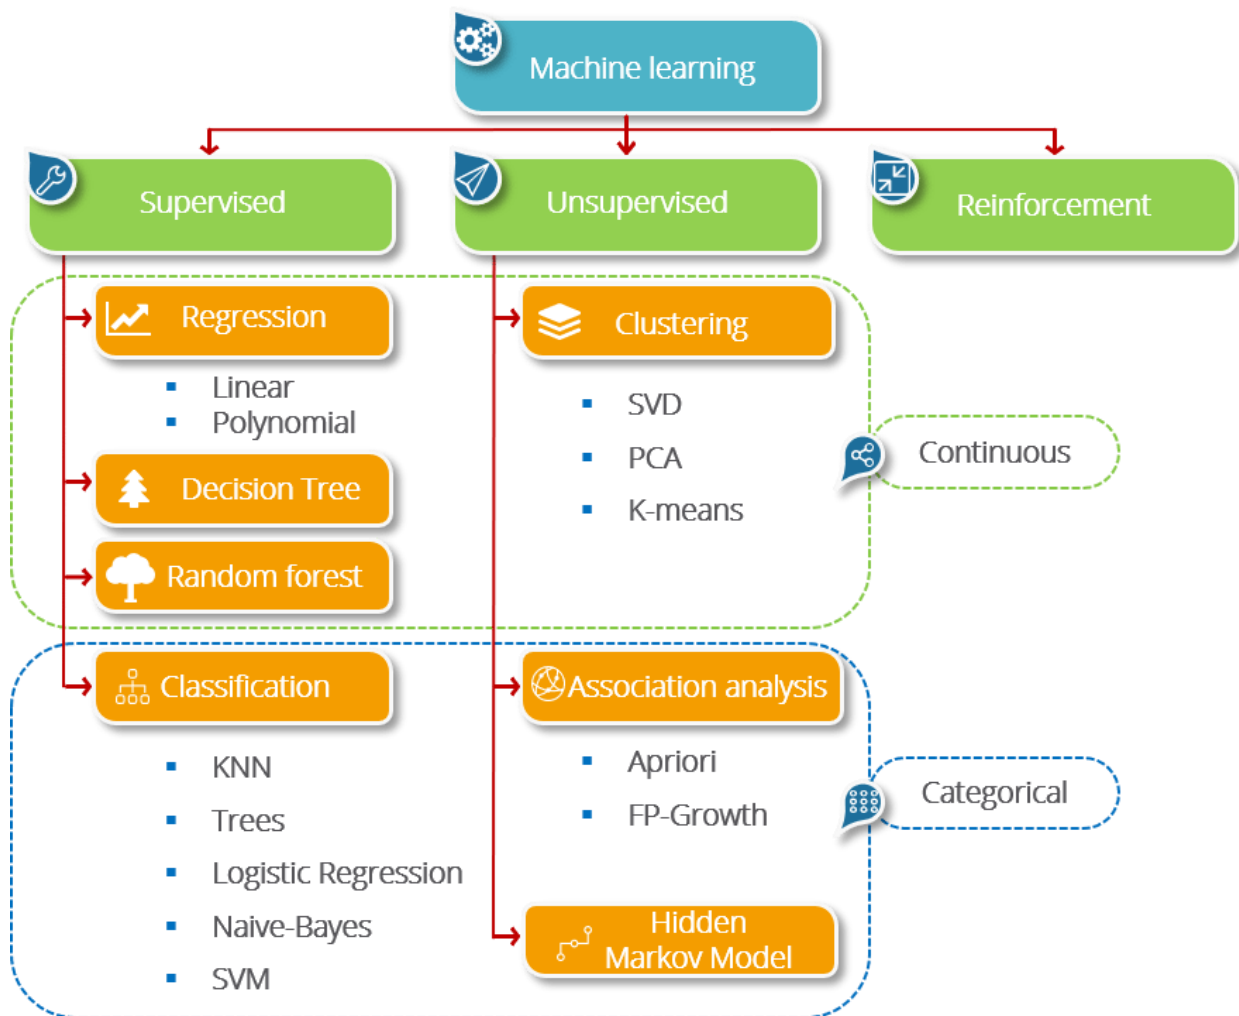 Machine learning
Supervised
Unsupervised
Reinforcement
Regression
Linear
Polynomial
Decision Tree
Random forest
Clustering
SVD
PCA
K-means
Continuous
Classification
KNN
Trees
Logistic Regression
Naive-Bayes
SVM
Association analysis
Apriori
FP-Growth
Hidden
Markov Model
Categorical